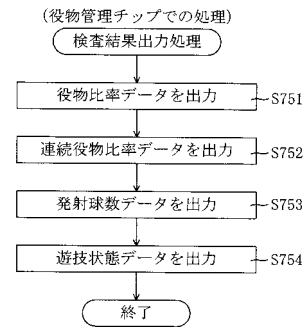 (役物管理チップでの処理)
検査結果出力処理
役物比率データを出力 S751
連続役物比率データを出力 S752
発射球数データを出力 S753
遊技状態データを出力 S754
終了